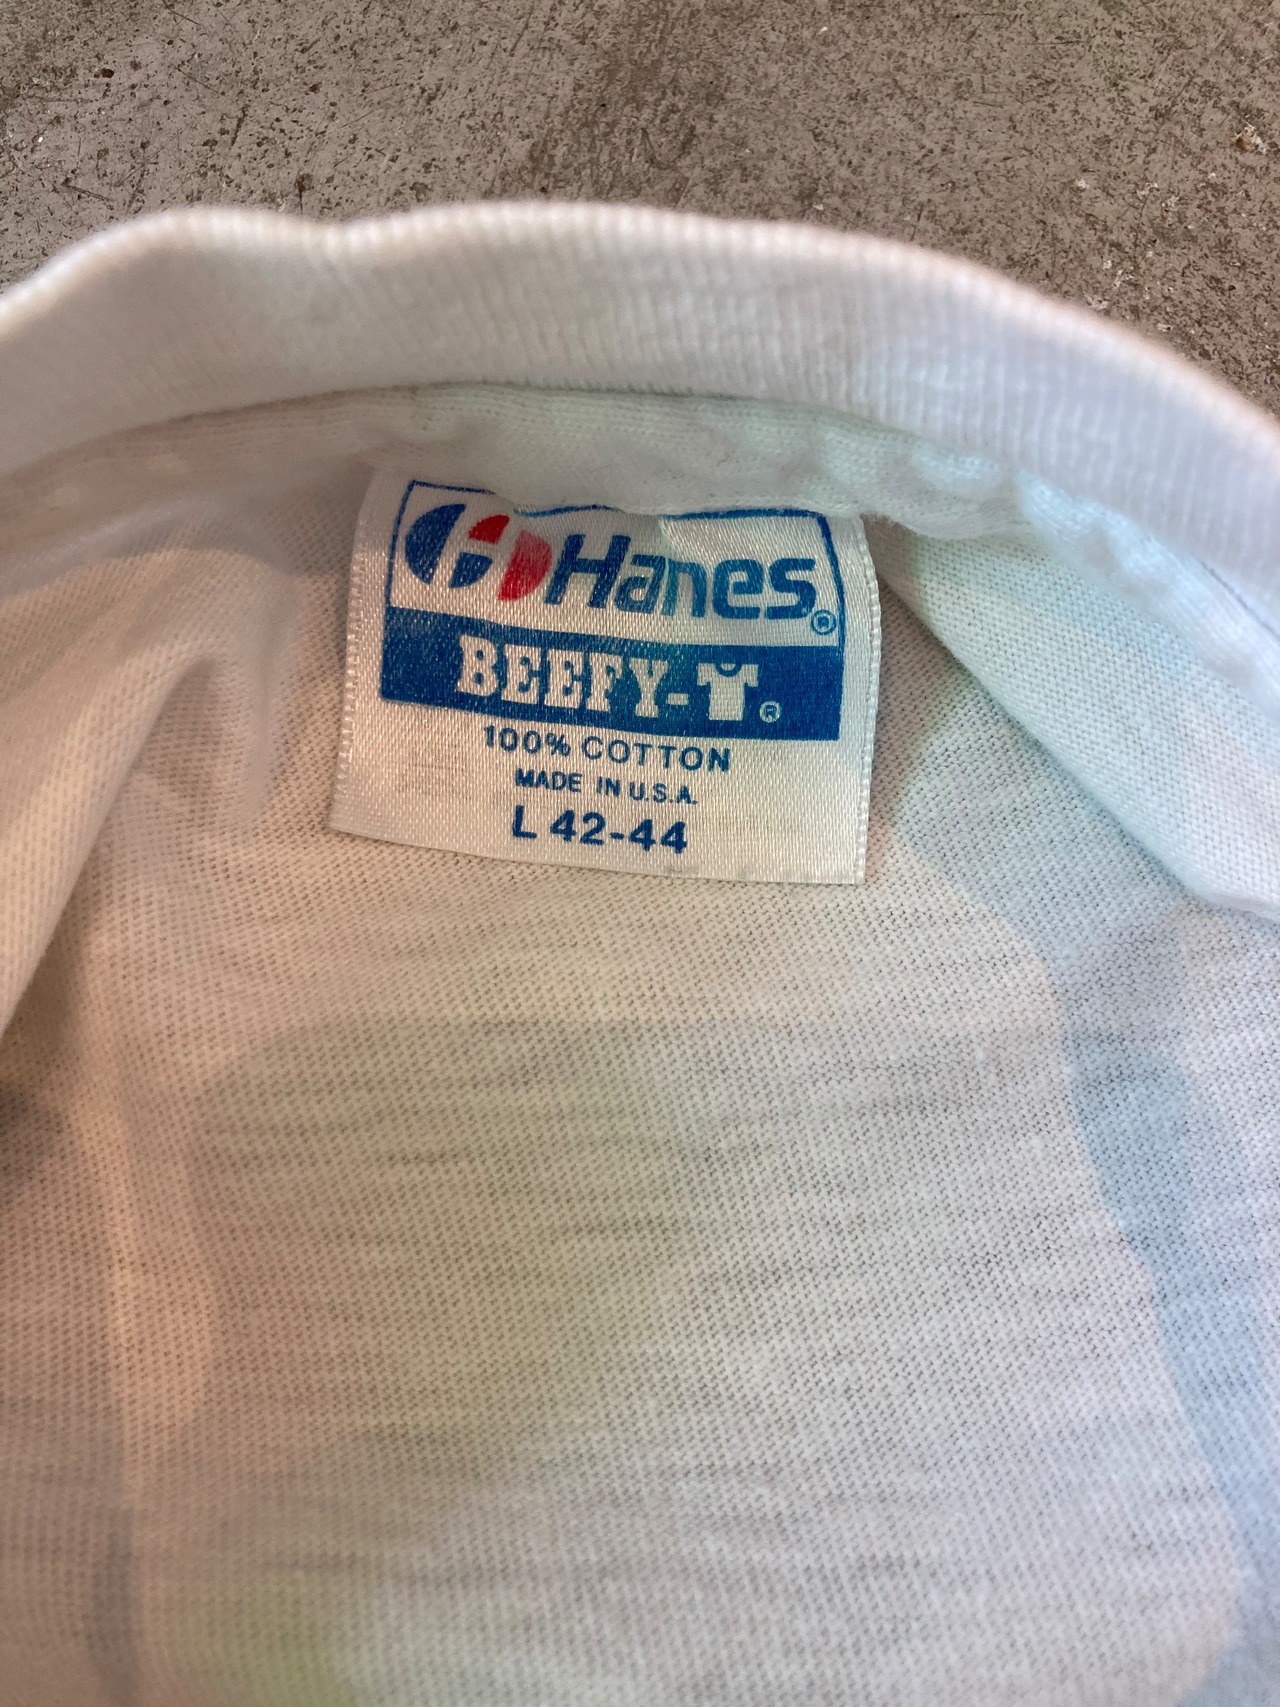 Hanes®
BEEFY-T®
100% COTTON
MADE IN U.S.A.
L 42-44